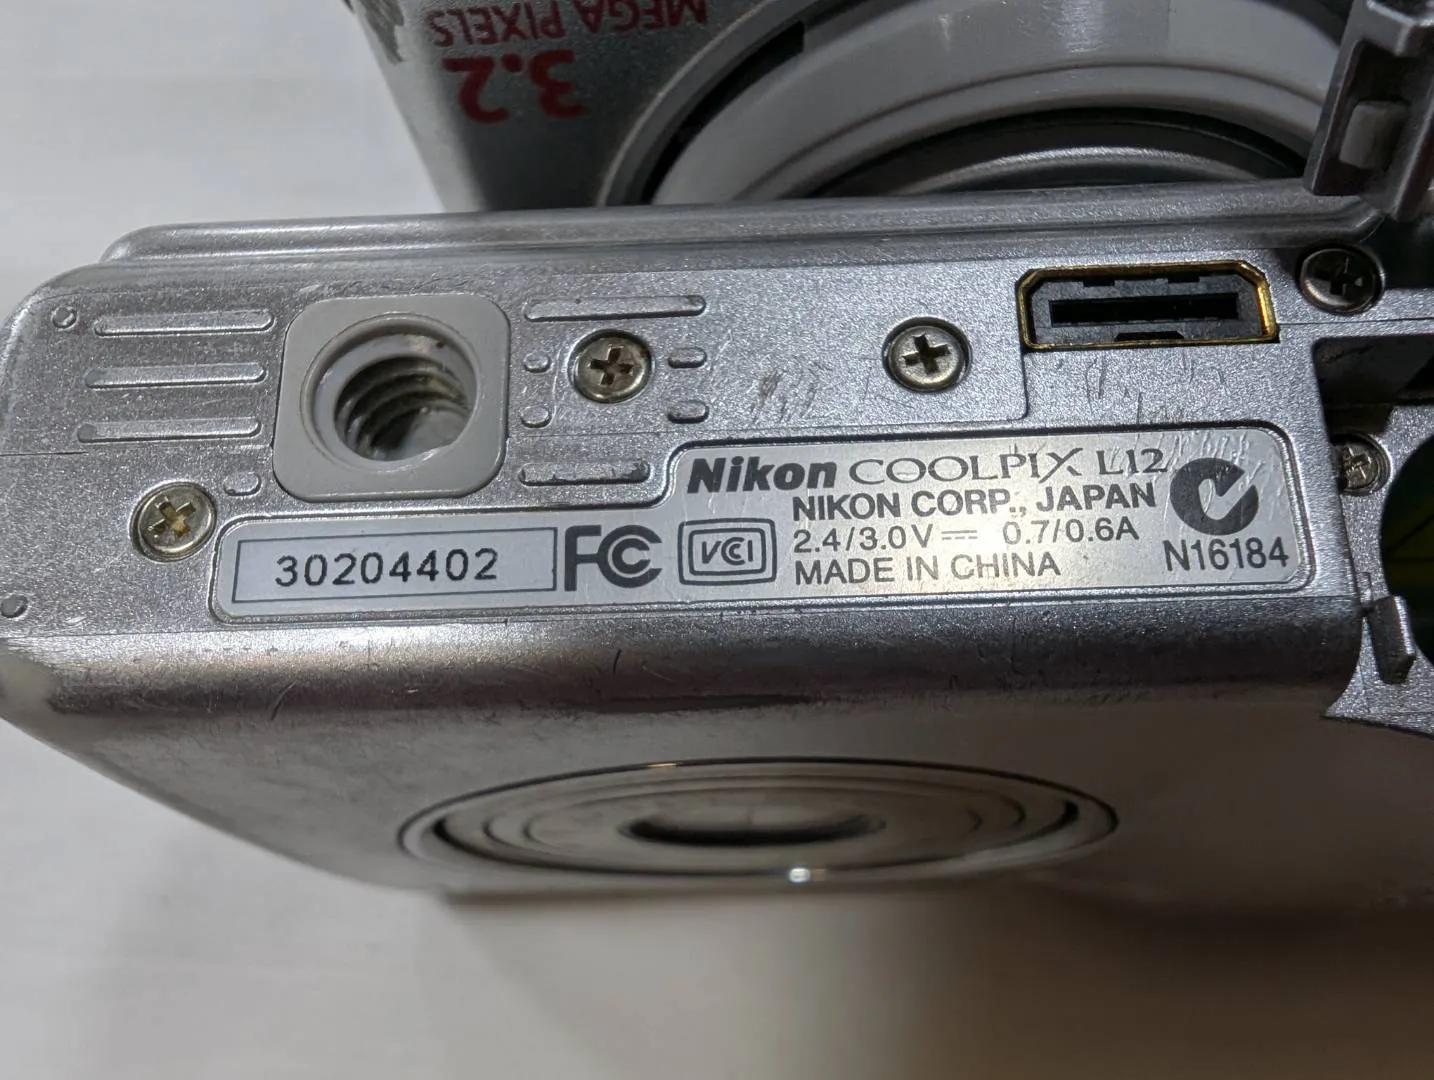 3.2
MEGA PIXELS
Nikon COOLPIX L12
NIKON CORP., JAPAN
2.4/3.0V⎓ 0.7/0.6A
MADE IN CHINA
N16184
30204402
FC
VCI